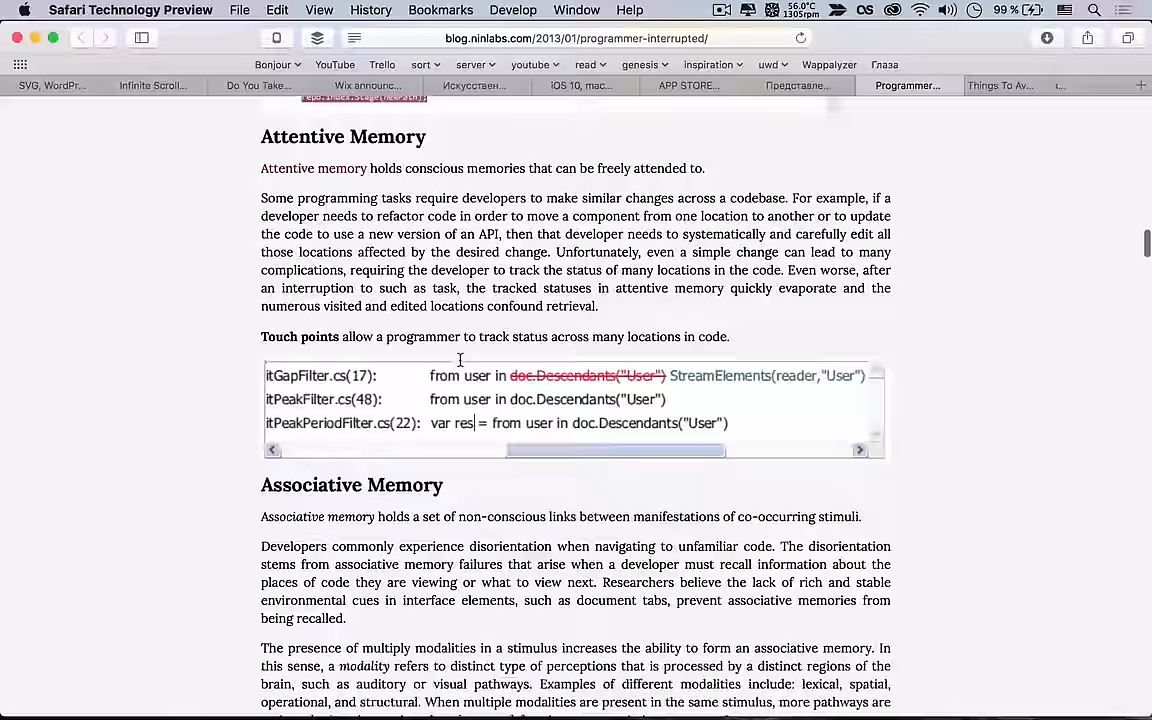 Safari Technology Preview File Edit View History Bookmarks Develop Window Help 56.0°C 1305rpm 99 %
blog.ninlabs.com/2013/01/programmer-interrupted/
Bonjour YouTube Trello sort server youtube read genesis inspiration uwd Wappalyzer Глаза
SVG, WordPr... Infinite Scroll... Do You Take... Wix announc... Искусствен... iOS 10, mac... APP STORE... Представле... Programmer... Things To Av... ı...
repo.Index.Stage(newPath);
Attentive Memory
Attentive memory holds conscious memories that can be freely attended to.
Some programming tasks require developers to make similar changes across a codebase. For example, if a
developer needs to refactor code in order to move a component from one location to another or to update
the code to use a new version of an API, then that developer needs to systematically and carefully edit all
those locations affected by the desired change. Unfortunately, even a simple change can lead to many
complications, requiring the developer to track the status of many locations in the code. Even worse, after
an interruption to such as task, the tracked statuses in attentive memory quickly evaporate and the
numerous visited and edited locations confound retrieval.
Touch points allow a programmer to track status across many locations in code.
itGapFilter.cs(17): from user in doc.Descendants("User") StreamElements(reader,"User")
itPeakFilter.cs(48): from user in doc.Descendants("User")
itPeakPeriodFilter.cs(22): var res = from user in doc.Descendants("User")
Associative Memory
Associative memory holds a set of non-conscious links between manifestations of co-occurring stimuli.
Developers commonly experience disorientation when navigating to unfamiliar code. The disorientation
stems from associative memory failures that arise when a developer must recall information about the
places of code they are viewing or what to view next. Researchers believe the lack of rich and stable
environmental cues in interface elements, such as document tabs, prevent associative memories from
being recalled.
The presence of multiply modalities in a stimulus increases the ability to form an associative memory. In
this sense, a modality refers to distinct type of perceptions that is processed by a distinct regions of the
brain, such as auditory or visual pathways. Examples of different modalities include: lexical, spatial,
operational, and structural. When multiple modalities are present in the same stimulus, more pathways are